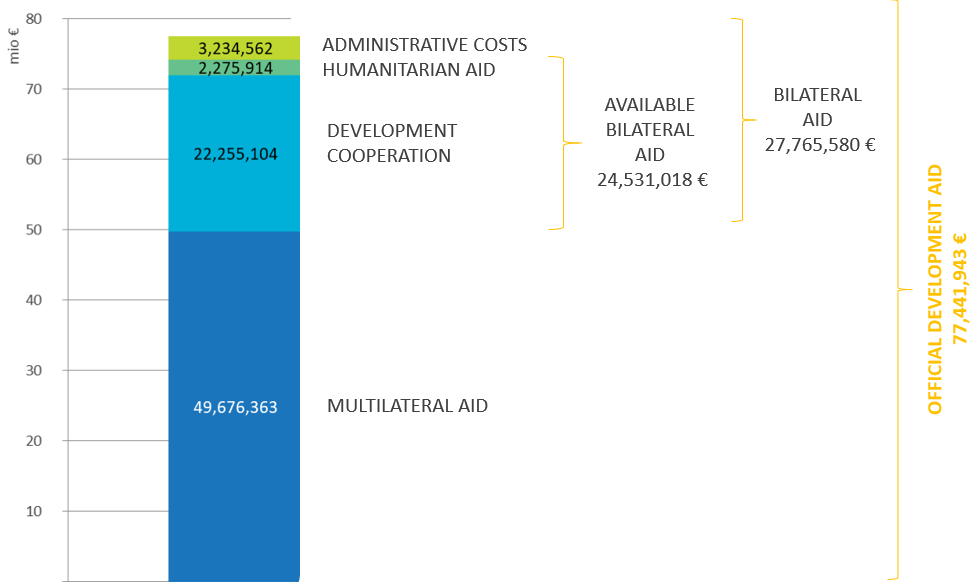 mio €
80
70
60
50
40
30
20
10
3,234,562
2,275,914
22,255,104
49,676,363
ADMINISTRATIVE COSTS
HUMANITARIAN AID
DEVELOPMENT
COOPERATION
MULTILATERAL AID
AVAILABLE
BILATERAL
AID
24,531,018 €
BILATERAL
AID
27,765,580 €
OFFICIAL DEVELOPMENT AID
77,441,943 €